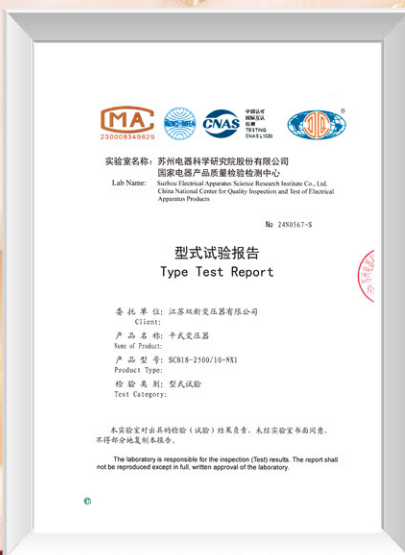 MA
230008349829
ilac-MRA
CNAS
中国认可
国际互认
检测
TESTING
CNAS L1000
实验室名称：苏州电器科学研究院股份有限公司
国家电器产品质量检验检测中心
Lab Name: Suzhou Electrical Apparatus Science Research Institute Co., Ltd.
China National Center for Quality Inspection and Test of Electrical
Apparatus Products
№ 24N0567-S
型式试验报告
Type Test Report
委托单位：江苏双新变压器有限公司
Client:
产品名称：干式变压器
Name of Product:
产品型号：SCB18-2500/10-NX1
Product Type:
检验类别：型式试验
Test Category:
本实验室对出具的检验（试验）结果负责。未经实验室书面同意，
不得部分地复制本报告。
The laboratory is responsible for the inspection (Test) results. The report shall
not be reproduced except in full, written approval of the laboratory.